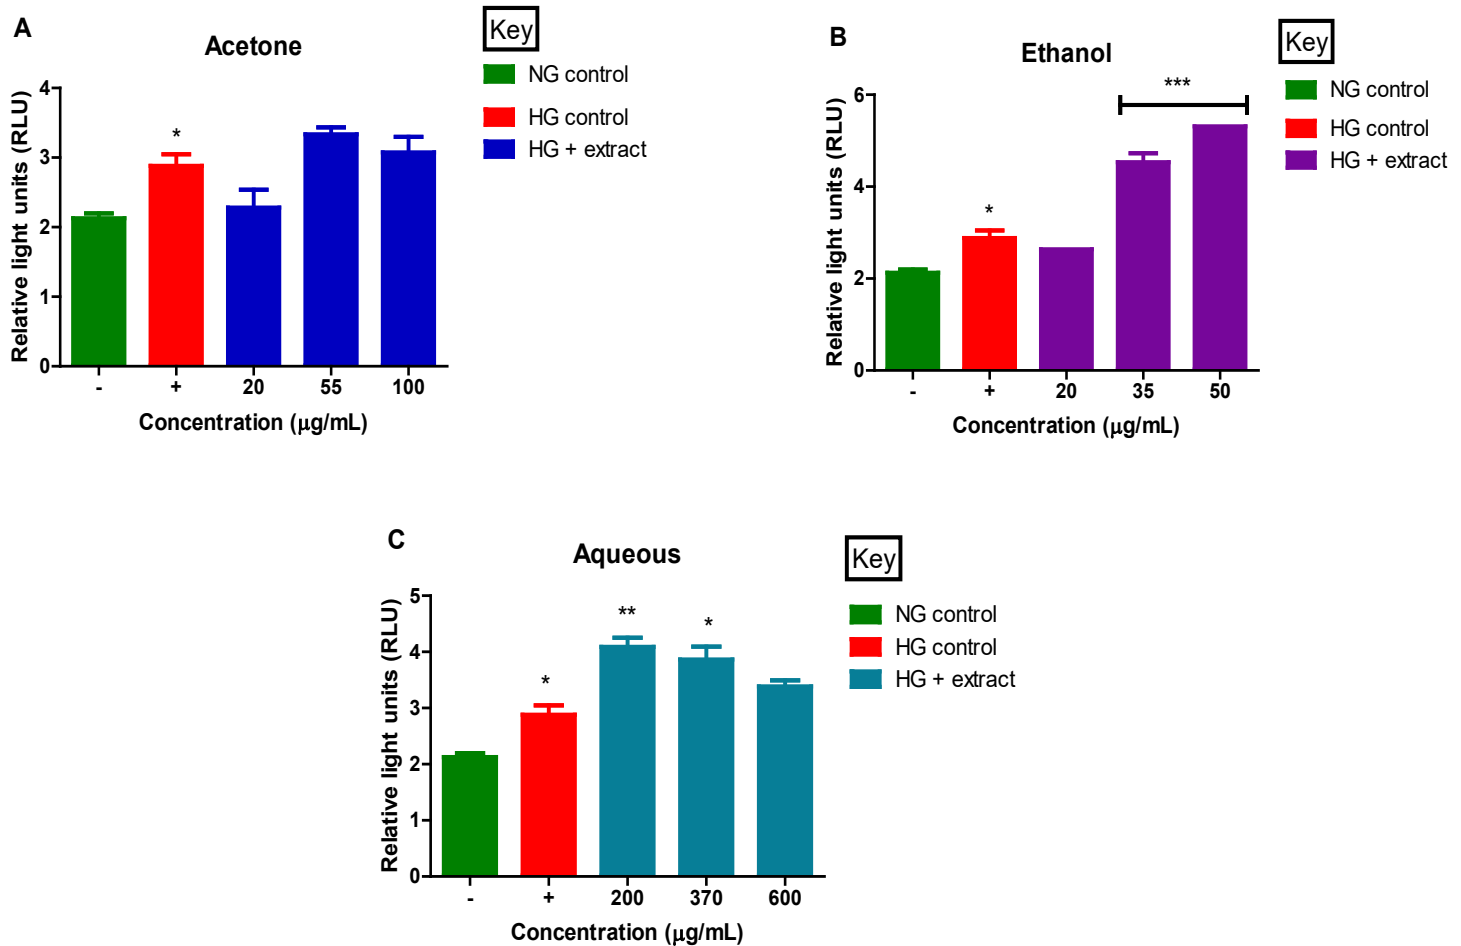 A
Acetone
Key
NG control
HG control
HG + extract
Relative light units (RLU)
4
3
2
1
0
*
- + 20 55 100
Concentration (μg/mL)
B
Ethanol
Key
NG control
HG control
HG + extract
Relative light units (RLU)
6
4
2
0
*
***
- + 20 35 50
Concentration (μg/mL)
C
Aqueous
Key
NG control
HG control
HG + extract
Relative light units (RLU)
5
4
3
2
1
0
*
**
*
- + 200 370 600
Concentration (μg/mL)